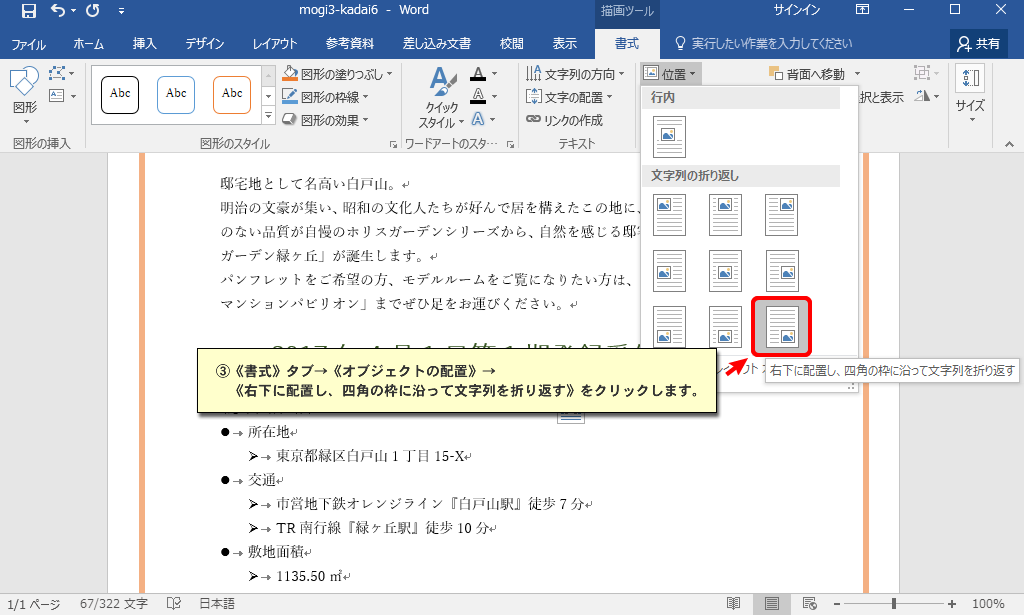 mogi3-kadai6 - Word
描画ツール
サインイン
ファイル ホーム 挿入 デザイン レイアウト 参考資料 差し込み文書 校閲 表示 書式 実行したい作業を入力してください 共有
図形
Abc Abc Abc
図形の塗りつぶし
図形の枠線
図形の効果
クイック
スタイル
A
A
A
文字列の方向
文字の配置
リンクの作成
位置
背面へ移動
択と表示
サイズ
図形の挿入 図形のスタイル ワードアートのスタ… テキスト
行内
文字列の折り返し
右下に配置し、四角の枠に沿って文字列を折り返す
邸宅地として名高い白戸山。
明治の文豪が集い、昭和の文化人たちが好んで居を構えたこの地に、
のない品質が自慢のホリスガーデンシリーズから、自然を感じる邸
ガーデン緑ヶ丘」が誕生します。
パンフレットをご希望の方、モデルルームをご覧になりたい方は、
マンションパビリオン」までぜひ足をお運びください。
③《書式》タブ→《オブジェクトの配置》→
《右下に配置し、四角の枠に沿って文字列を折り返す》をクリックします。
●→所在地
➢→東京都緑区白戸山 1 丁目 15-X
●→交通
➢→市営地下鉄オレンジライン『白戸山駅』徒歩 7 分
➢→TR 南行線『緑ヶ丘駅』徒歩 10 分
●→敷地面積
➢→1135.50 ㎡
1/1 ページ 67/322 文字 日本語 100%